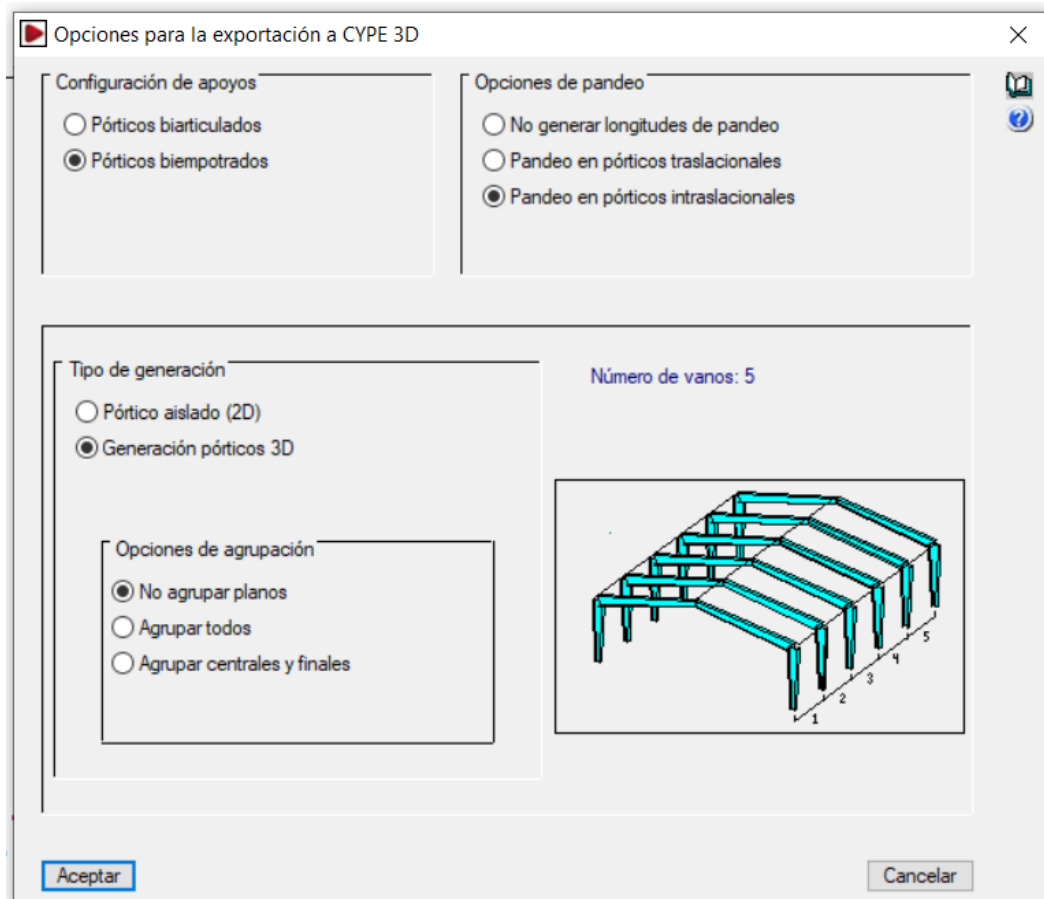 Opciones para la exportación a CYPE 3D
Configuración de apoyos
Pórticos biarticulados
Pórticos biempotrados
Opciones de pandeo
No generar longitudes de pandeo
Pandeo en pórticos traslacionales
Pandeo en pórticos intraslacionales
Tipo de generación
Pórtico aislado (2D)
Generación pórticos 3D
Opciones de agrupación
No agrupar planos
Agrupar todos
Agrupar centrales y finales
Número de vanos: 5
5
4
3
2
1
Aceptar
Cancelar